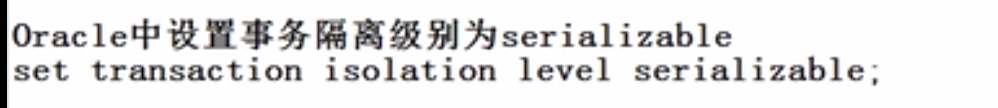 Oracle中设置事务隔离级别为serializable
set transaction isolation level serializable;